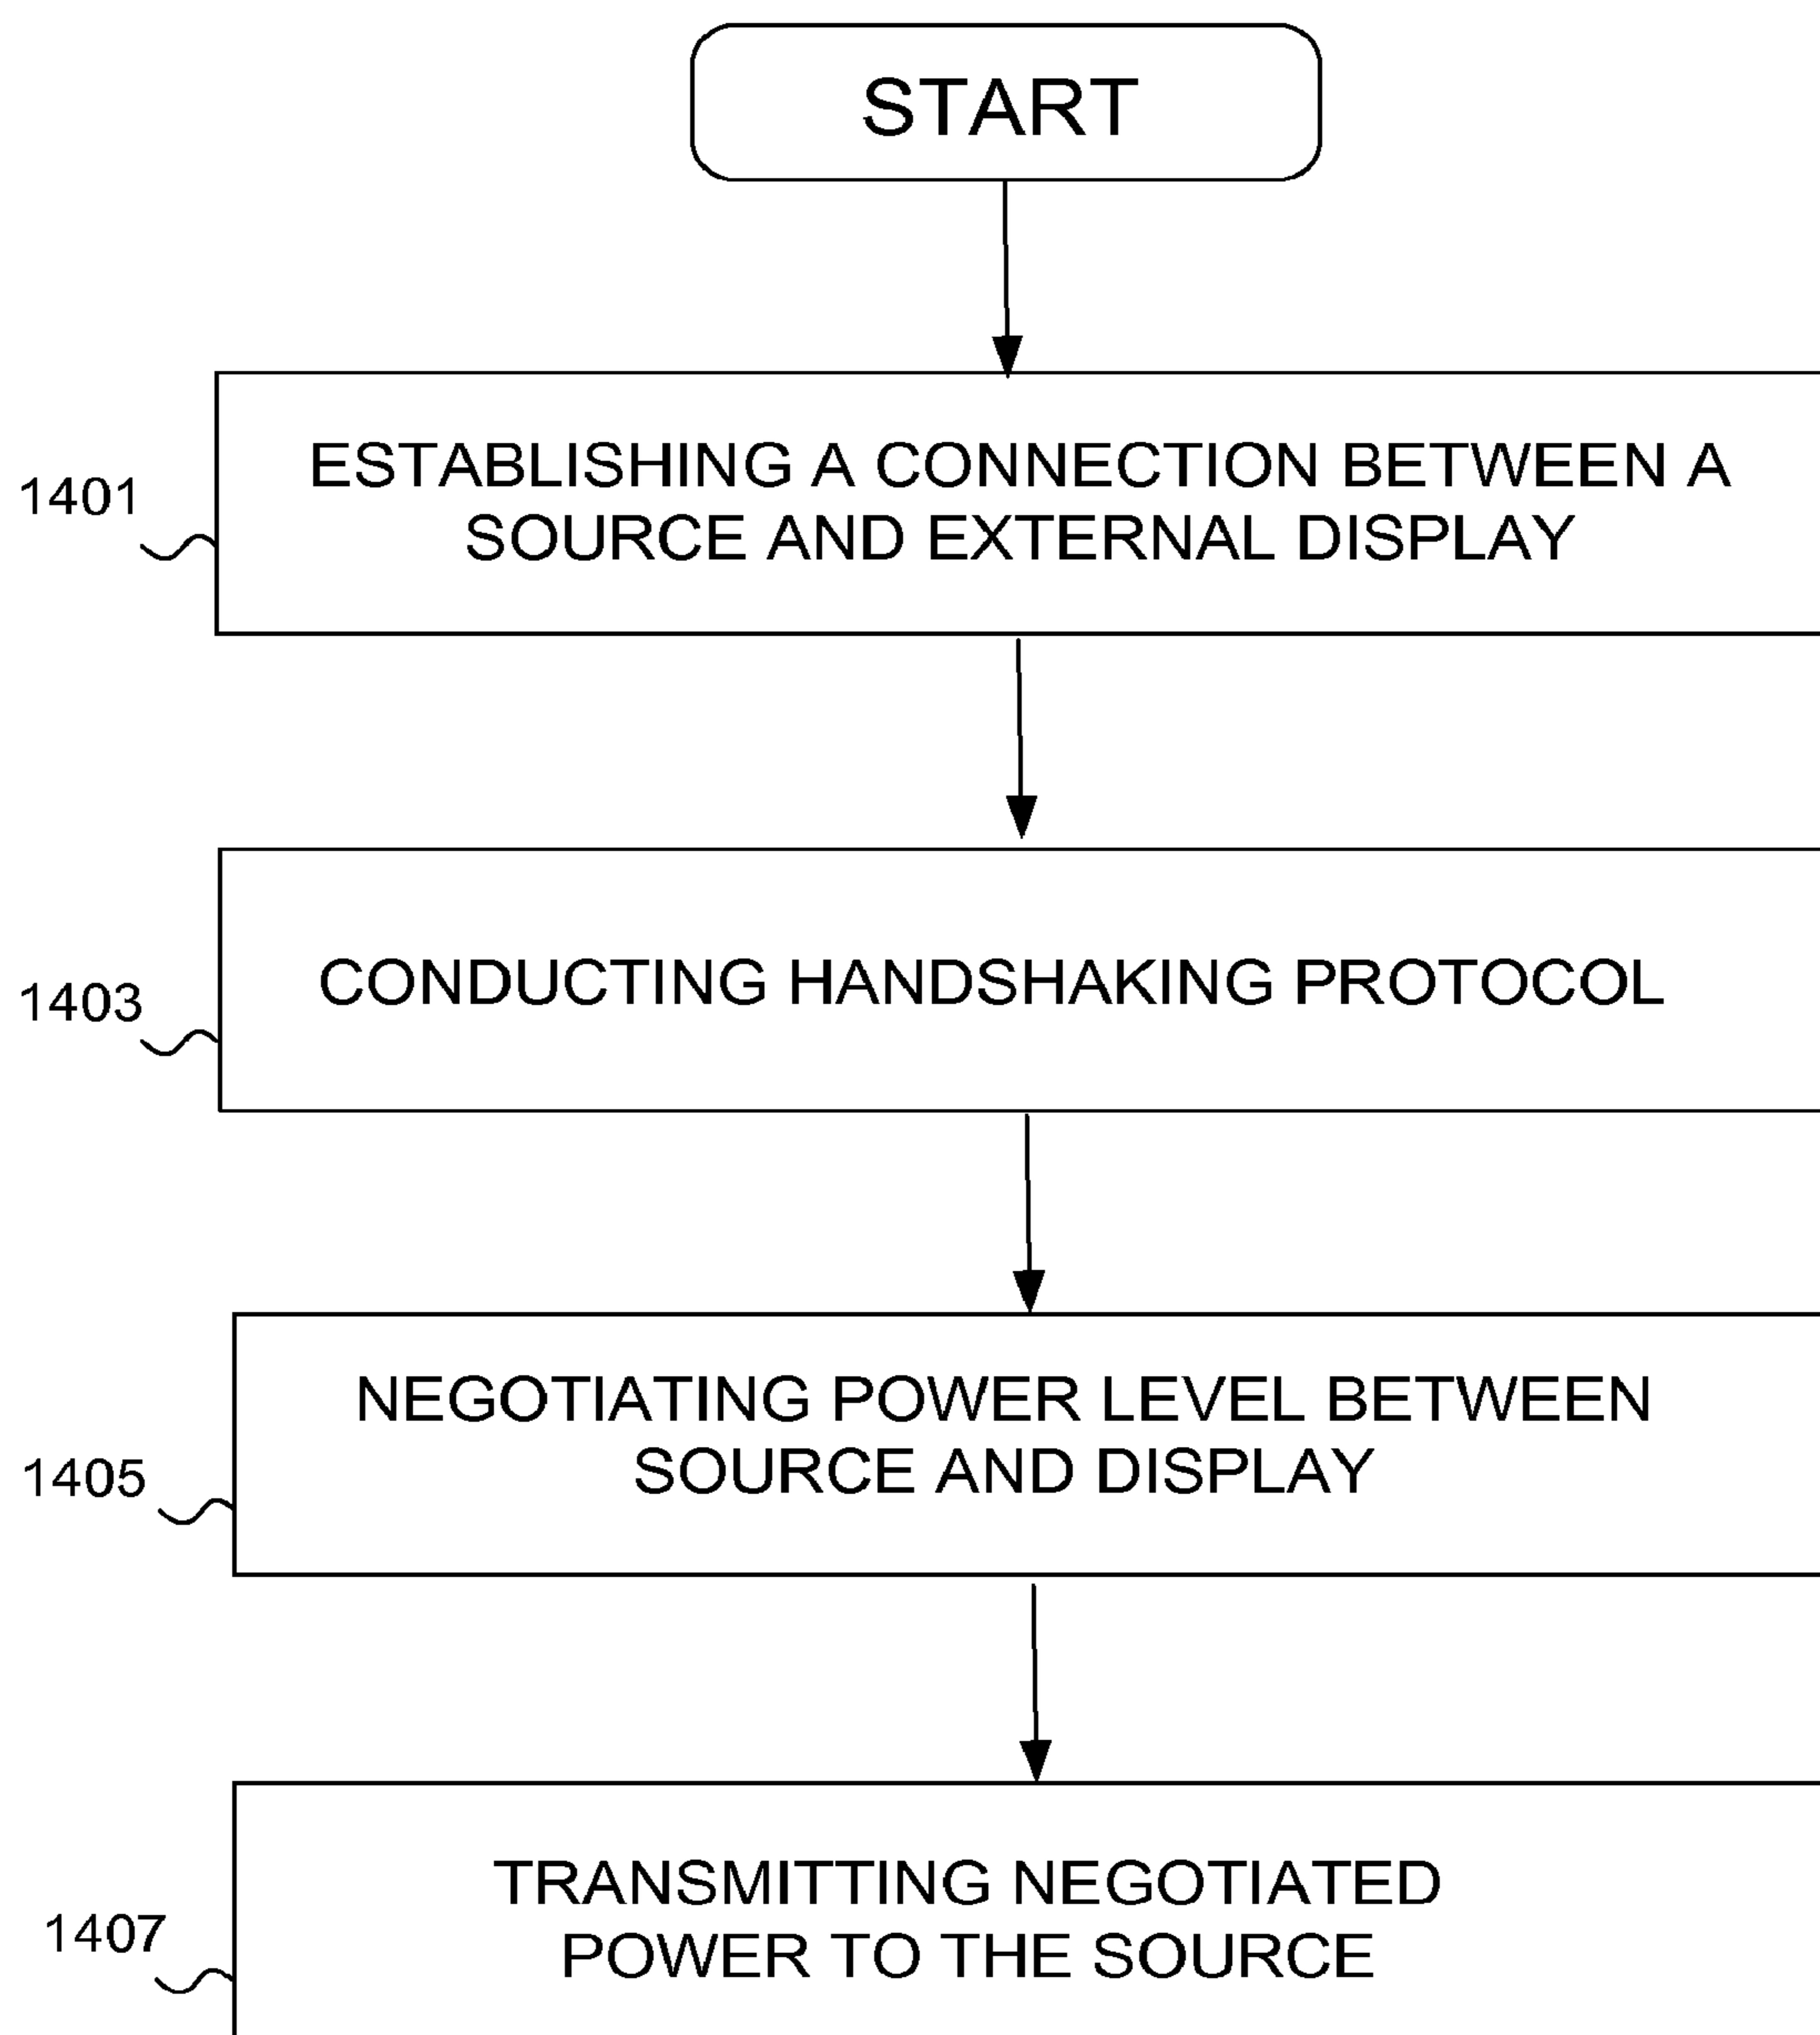 START
ESTABLISHING A CONNECTION BETWEEN A
SOURCE AND EXTERNAL DISPLAY
1401
CONDUCTING HANDSHAKING PROTOCOL
1403
NEGOTIATING POWER LEVEL BETWEEN
SOURCE AND DISPLAY
1405
TRANSMITTING NEGOTIATED
POWER TO THE SOURCE
1407